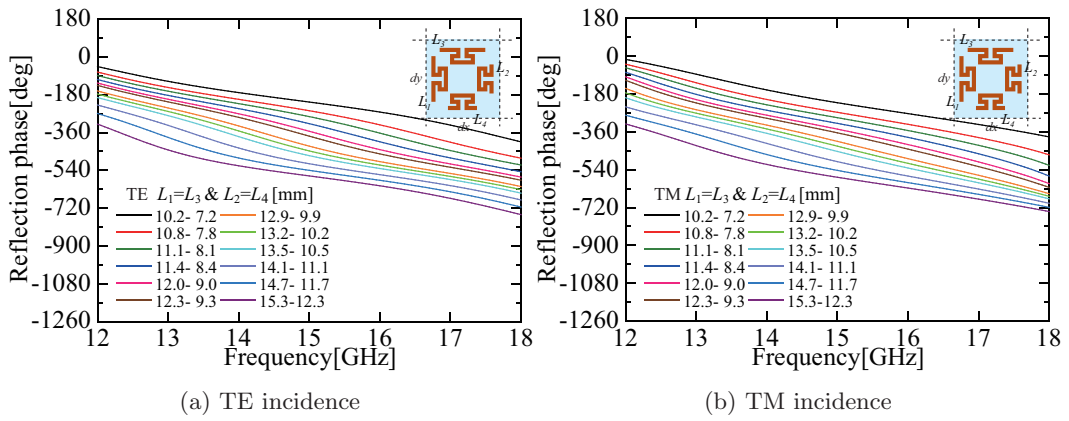 180
0
-180
-360
-540
-720
-900
-1080
-1260
Reflection phase[deg]
L3
L2
dy
L1
dx
L4
TE L1=L3 & L2=L4 [mm]
10.2- 7.2 12.9- 9.9
10.8- 7.8 13.2- 10.2
11.1- 8.1 13.5- 10.5
11.4- 8.4 14.1- 11.1
12.0- 9.0 14.7- 11.7
12.3- 9.3 15.3-12.3
12 13 14 15 16 17 18
Frequency[GHz]
(a) TE incidence
180
0
-180
-360
-540
-720
-900
-1080
-1260
Reflection phase[deg]
L3
L2
dy
L1
dx
L4
TM L1=L3 & L2=L4 [mm]
10.2- 7.2 12.9- 9.9
10.8- 7.8 13.2- 10.2
11.1- 8.1 13.5- 10.5
11.4- 8.4 14.1- 11.1
12.0- 9.0 14.7- 11.7
12.3- 9.3 15.3-12.3
12 13 14 15 16 17 18
Frequency[GHz]
(b) TM incidence